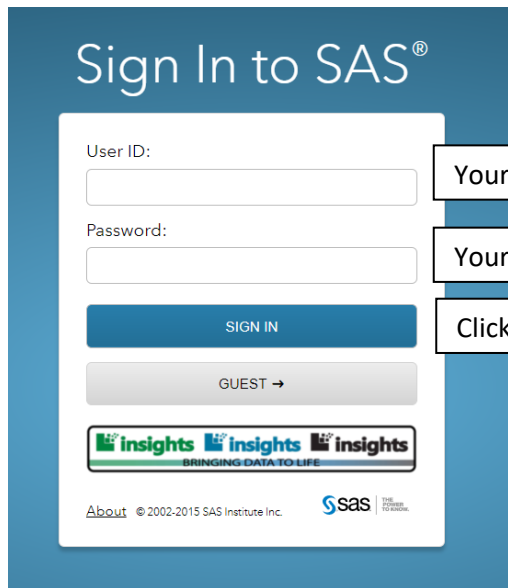 Sign In to SAS®
User ID:
Your
Password:
Your
SIGN IN
Click
GUEST →
insights insights insights
BRINGING DATA TO LIFE
About © 2002-2015 SAS Institute Inc.
sas THE POWER TO KNOW.